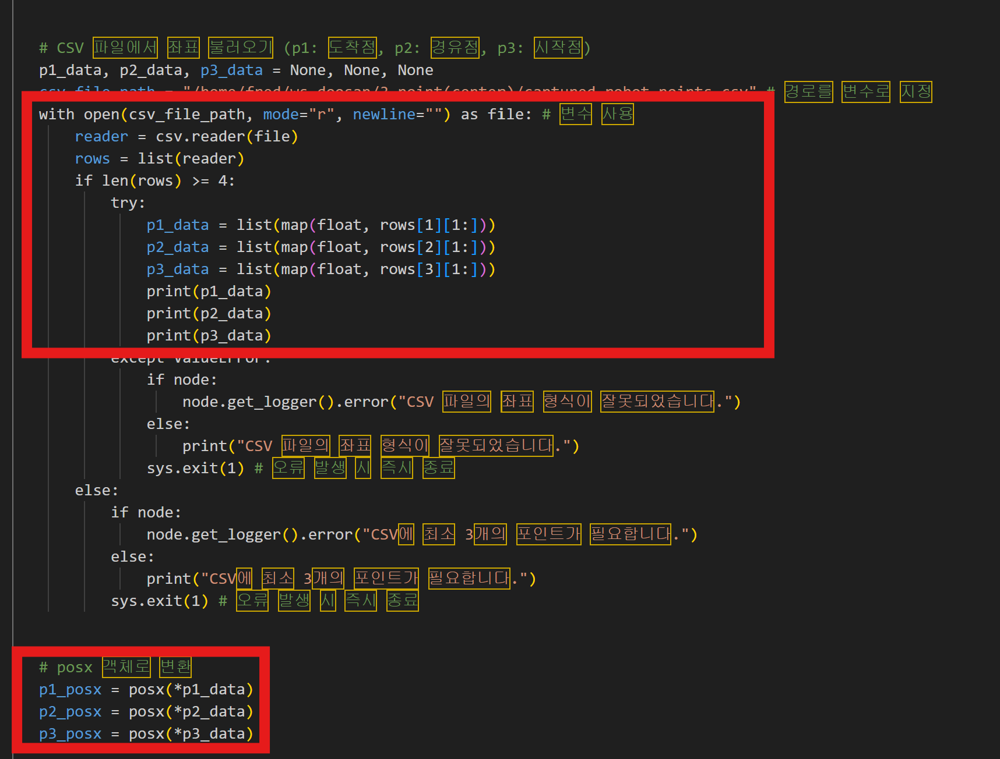 # CSV 파일에서 좌표 불러오기 (p1: 도착점, p2: 경유점, p3: 시작점)
p1_data, p2_data, p3_data = None, None, None
csv_file_path = "/home/fred/ws_doosan/3_point(center)/captured_robot_points.csv" # 경로를 변수로 지정
with open(csv_file_path, mode="r", newline="") as file: # 변수 사용
    reader = csv.reader(file)
    rows = list(reader)
    if len(rows) >= 4:
        try:
            p1_data = list(map(float, rows[1][1:]))
            p2_data = list(map(float, rows[2][1:]))
            p3_data = list(map(float, rows[3][1:]))
            print(p1_data)
            print(p2_data)
            print(p3_data)
        except ValueError:
            if node:
                node.get_logger().error("CSV 파일의 좌표 형식이 잘못되었습니다.")
            else:
                print("CSV 파일의 좌표 형식이 잘못되었습니다.")
            sys.exit(1) # 오류 발생 시 즉시 종료
    else:
        if node:
            node.get_logger().error("CSV에 최소 3개의 포인트가 필요합니다.")
        else:
            print("CSV에 최소 3개의 포인트가 필요합니다.")
        sys.exit(1) # 오류 발생 시 즉시 종료
# posx 객체로 변환
p1_posx = posx(*p1_data)
p2_posx = posx(*p2_data)
p3_posx = posx(*p3_data)